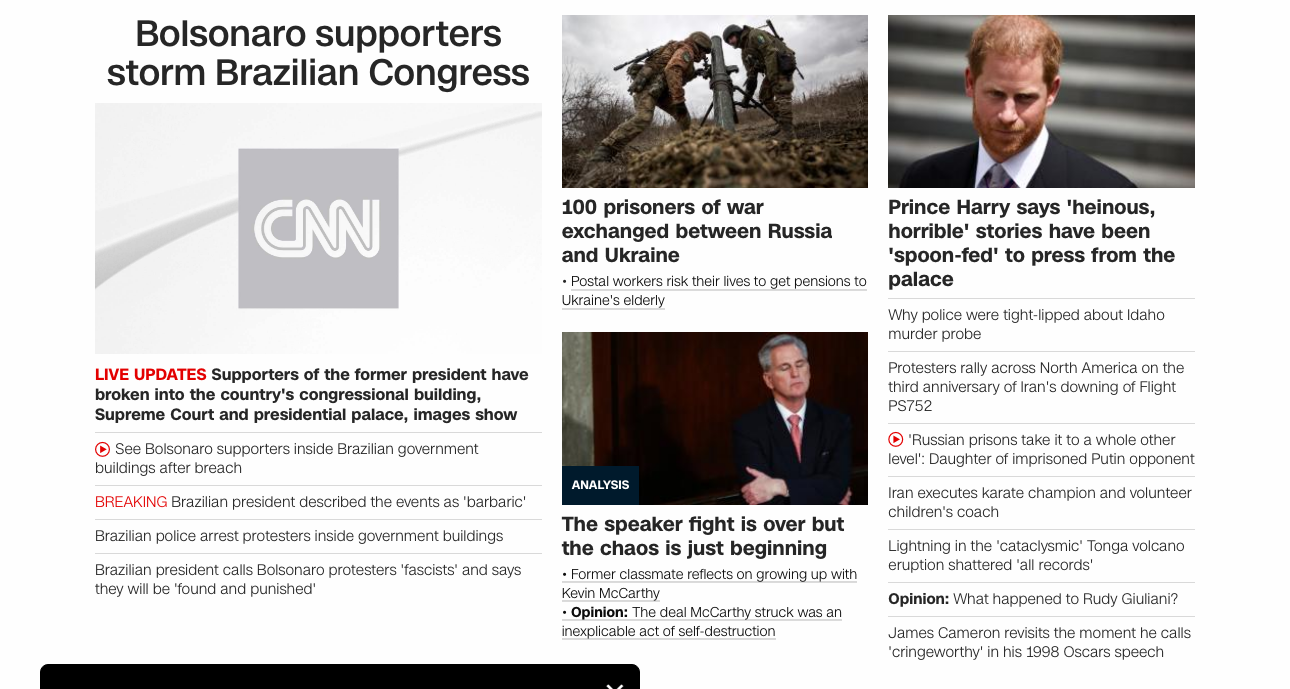 Bolsonaro supporters
storm Brazilian Congress
CNN
LIVE UPDATES Supporters of the former president have
broken into the country's congressional building,
Supreme Court and presidential palace, images show
See Bolsonaro supporters inside Brazilian government
buildings after breach
BREAKING Brazilian president described the events as 'barbaric'
Brazilian police arrest protesters inside government buildings
Brazilian president calls Bolsonaro protesters 'fascists' and says
they will be 'found and punished'
100 prisoners of war
exchanged between Russia
and Ukraine
• Postal workers risk their lives to get pensions to
Ukraine's elderly
ANALYSIS
The speaker fight is over but
the chaos is just beginning
• Former classmate reflects on growing up with
Kevin McCarthy
• Opinion: The deal McCarthy struck was an
inexplicable act of self-destruction
Prince Harry says 'heinous,
horrible' stories have been
'spoon-fed' to press from the
palace
Why police were tight-lipped about Idaho
murder probe
Protesters rally across North America on the
third anniversary of Iran's downing of Flight
PS752
'Russian prisons take it to a whole other
level': Daughter of imprisoned Putin opponent
Iran executes karate champion and volunteer
children's coach
Lightning in the 'cataclysmic' Tonga volcano
eruption shattered 'all records'
Opinion: What happened to Rudy Giuliani?
James Cameron revisits the moment he calls
'cringeworthy' in his 1998 Oscars speech